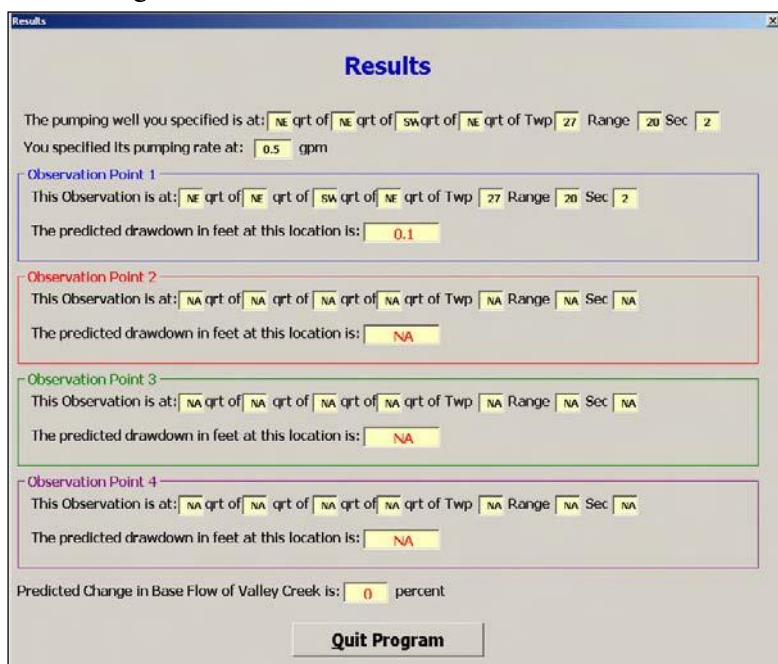 Results
Results
The pumping well you specified is at: NE qrt of NE qrt of SW qrt of NE qrt of Twp 27 Range 20 Sec 2
You specified its pumping rate at: 0.5 gpm
Observation Point 1
This Observation is at: NE qrt of NE qrt of SW qrt of NE qrt of Twp 27 Range 20 Sec 2
The predicted drawdown in feet at this location is: 0.1
Observation Point 2
This Observation is at: NA qrt of NA qrt of NA qrt of NA qrt of Twp NA Range NA Sec NA
The predicted drawdown in feet at this location is: NA
Observation Point 3
This Observation is at: NA qrt of NA qrt of NA qrt of NA qrt of Twp NA Range NA Sec NA
The predicted drawdown in feet at this location is: NA
Observation Point 4
This Observation is at: NA qrt of NA qrt of NA qrt of NA qrt of Twp NA Range NA Sec NA
The predicted drawdown in feet at this location is: NA
Predicted Change in Base Flow of Valley Creek is: 0 percent
Quit Program